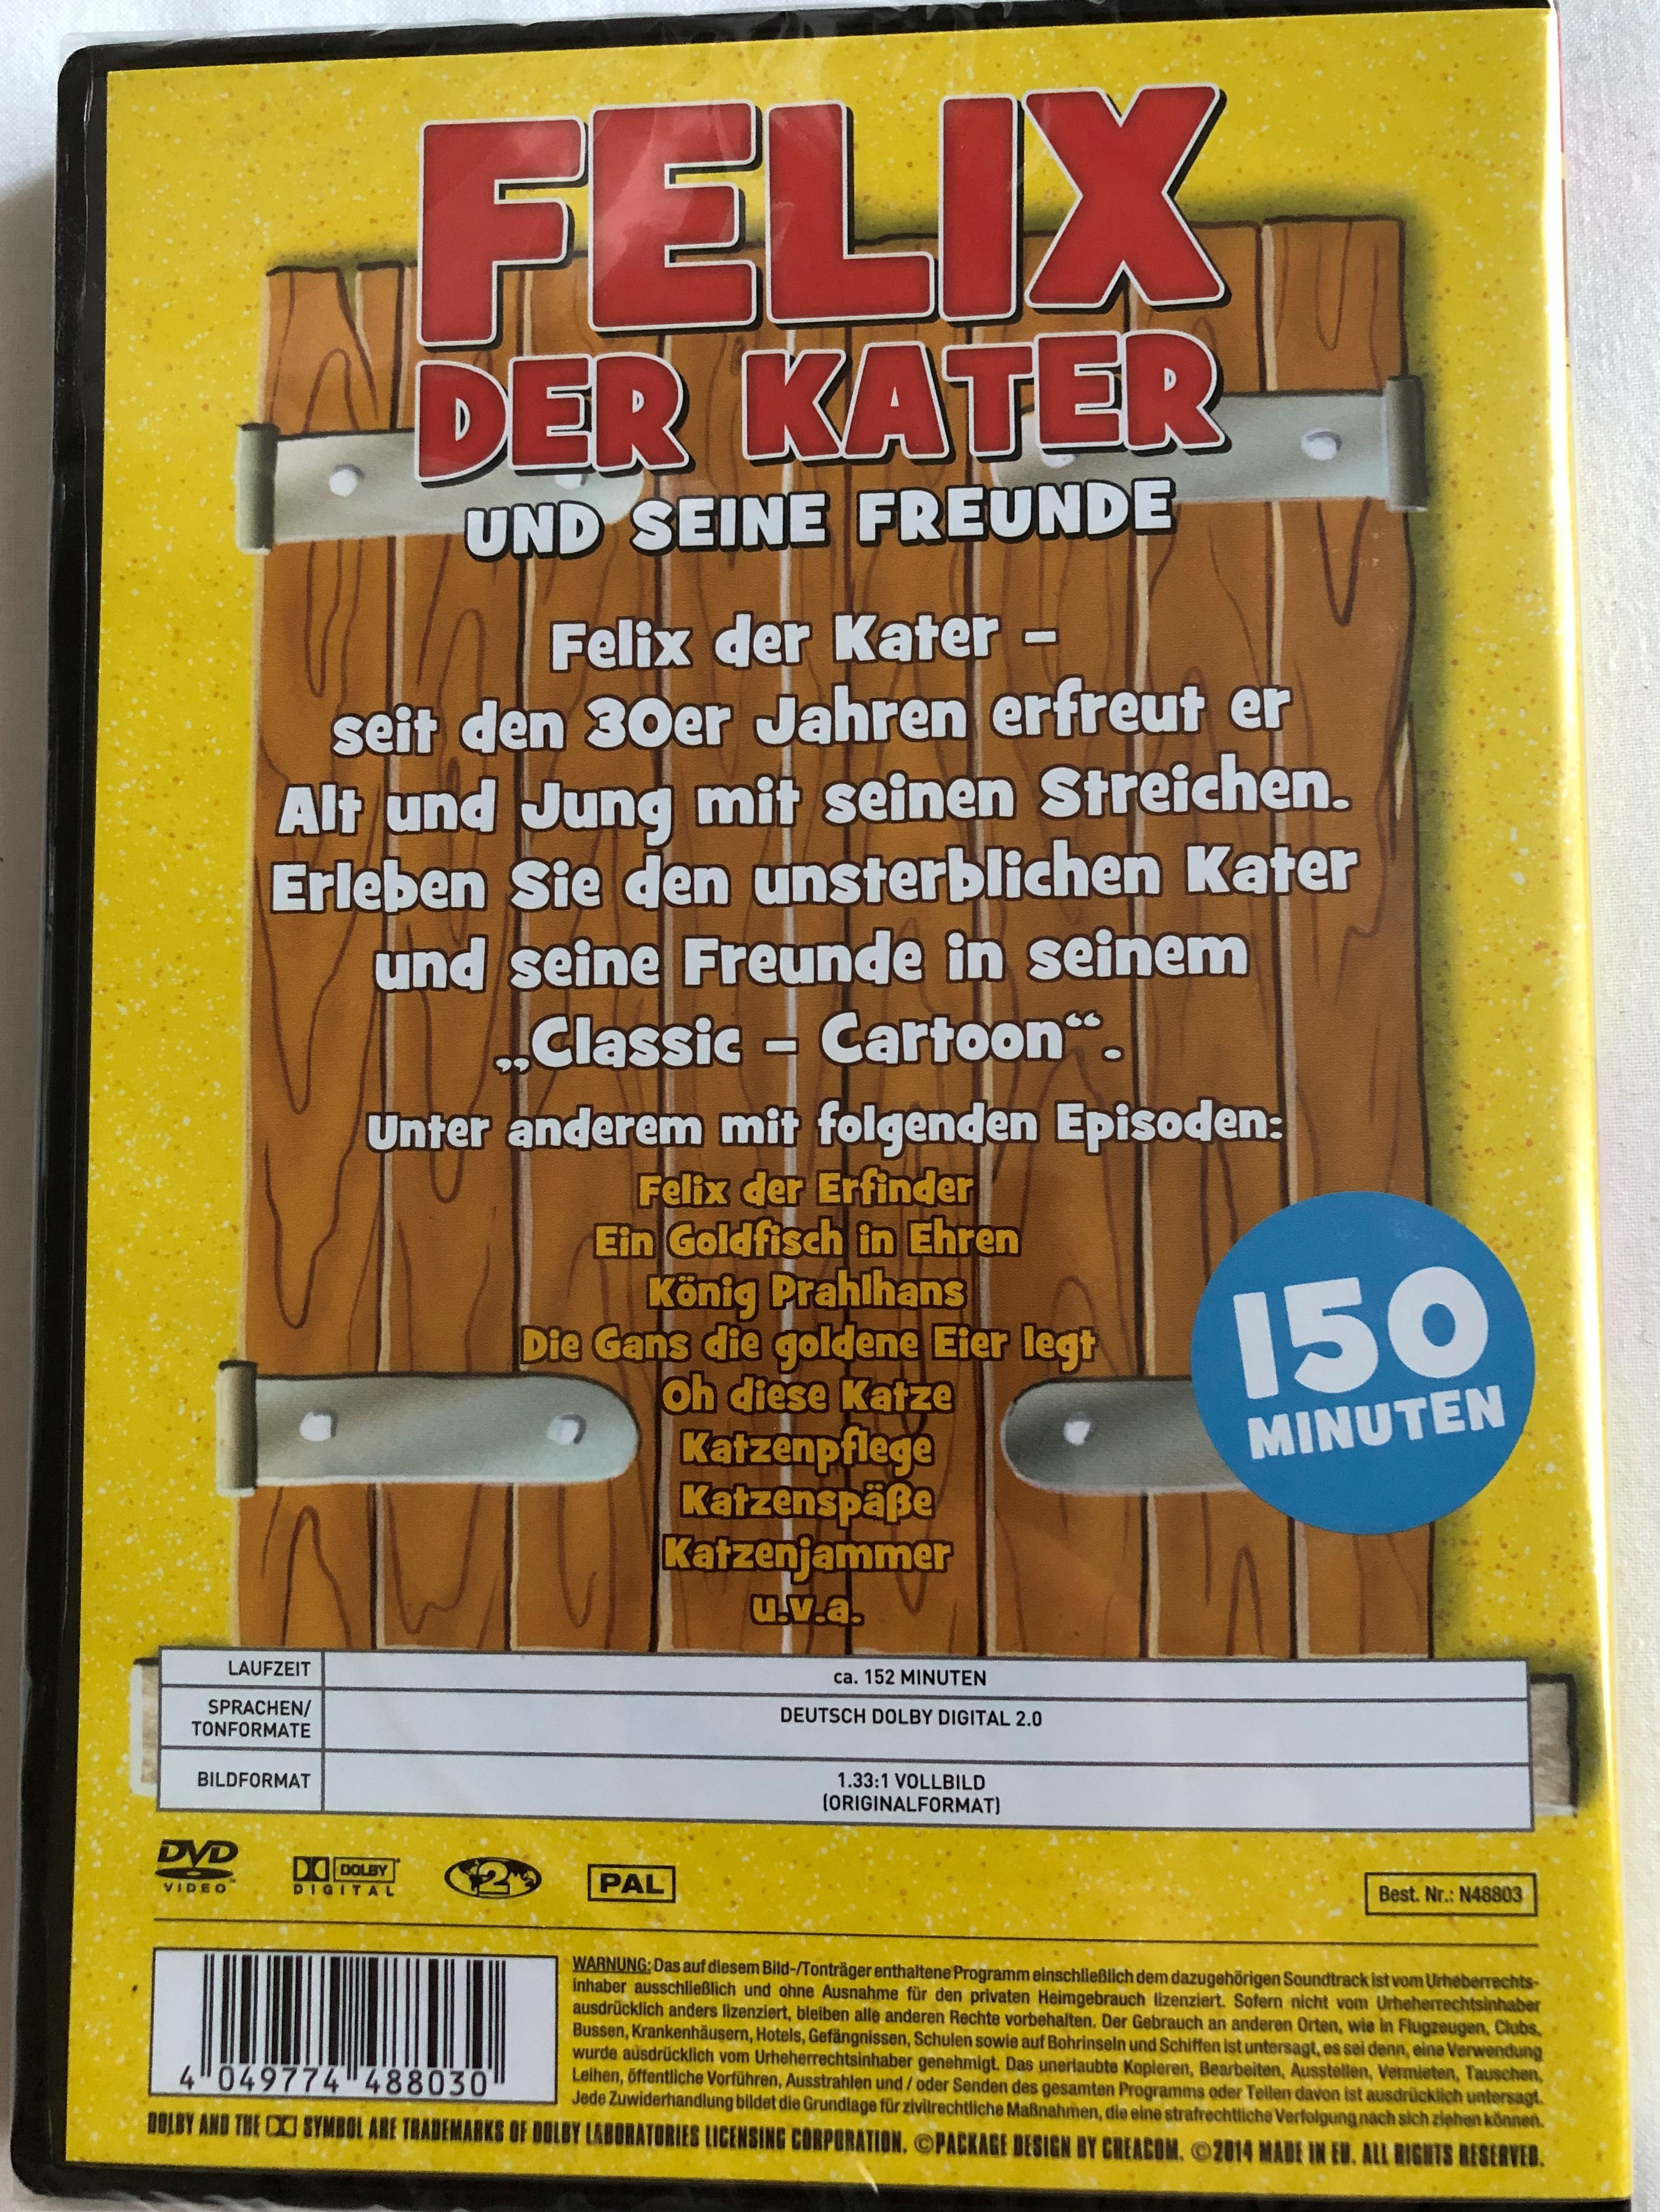 FELIX
DER KATER
UND SEINE FREUNDE
Felix der Kater –
seit den 30er Jahren erfreut er
Alt und Jung mit seinen Streichen.
Erleben Sie den unsterblichen Kater
und seine Freunde in seinem
„Classic – Cartoon“.
Unter anderem mit folgenden Episoden:
Felix der Erfinder
Ein Goldfisch in Ehren
König Prahlhans
Die Gans die goldene Eier legt
Oh diese Katze
Katzenpflege
Katzenspäße
Katzenjammer
u.v.a.
150
MINUTEN
LAUFZEIT ca. 152 MINUTEN
SPRACHEN/
TONFORMATE DEUTSCH DOLBY DIGITAL 2.0
BILDFORMAT 1.33:1 VOLLBILD
(ORIGINALFORMAT)
DVD
VIDEO
DOLBY
DIGITAL
2
PAL
Best. Nr.: N48803
4 049774 488030
WARNUNG: Das auf diesem Bild-/Tonträger enthaltene Programm einschließlich dem dazugehörigen Soundtrack ist vom Urheberrechts-
inhaber ausschließlich und ohne Ausnahme für den privaten Heimgebrauch lizenziert. Sofern nicht vom Urheherrechtsinhaber
ausdrücklich anders lizenziert, bleiben alle anderen Rechte vorbehalten. Der Gebrauch an anderen Orten, wie in Flugzeugen, Clubs,
Bussen, Krankenhäusern, Hotels, Gefängnissen, Schulen sowie auf Bohrinseln und Schiffen ist untersagt, es sei denn, eine Verwendung
wurde ausdrücklich vom Urheherrechtsinhaber genehmigt. Das unerlaubte Kopieren, Bearbeiten, Ausstellen, Vermieten, Tauschen,
Leihen, öffentliche Vorführen, Ausstrahlen und / oder Senden des gesamten Programms oder Teilen davon ist ausdrücklich untersagt.
Jede Zuwiderhandlung bildet die Grundlage für zivilrechtliche Maßnahmen, die eine strafrechtliche Verfolgung nach sich ziehen können.
DOLBY AND THE SYMBOL ARE TRADEMARKS OF DOLBY LABORATORIES LICENSING CORPORATION. ©PACKAGE DESIGN BY CREACOM. ©2014 MADE IN EU. ALL RIGHTS RESERVED.